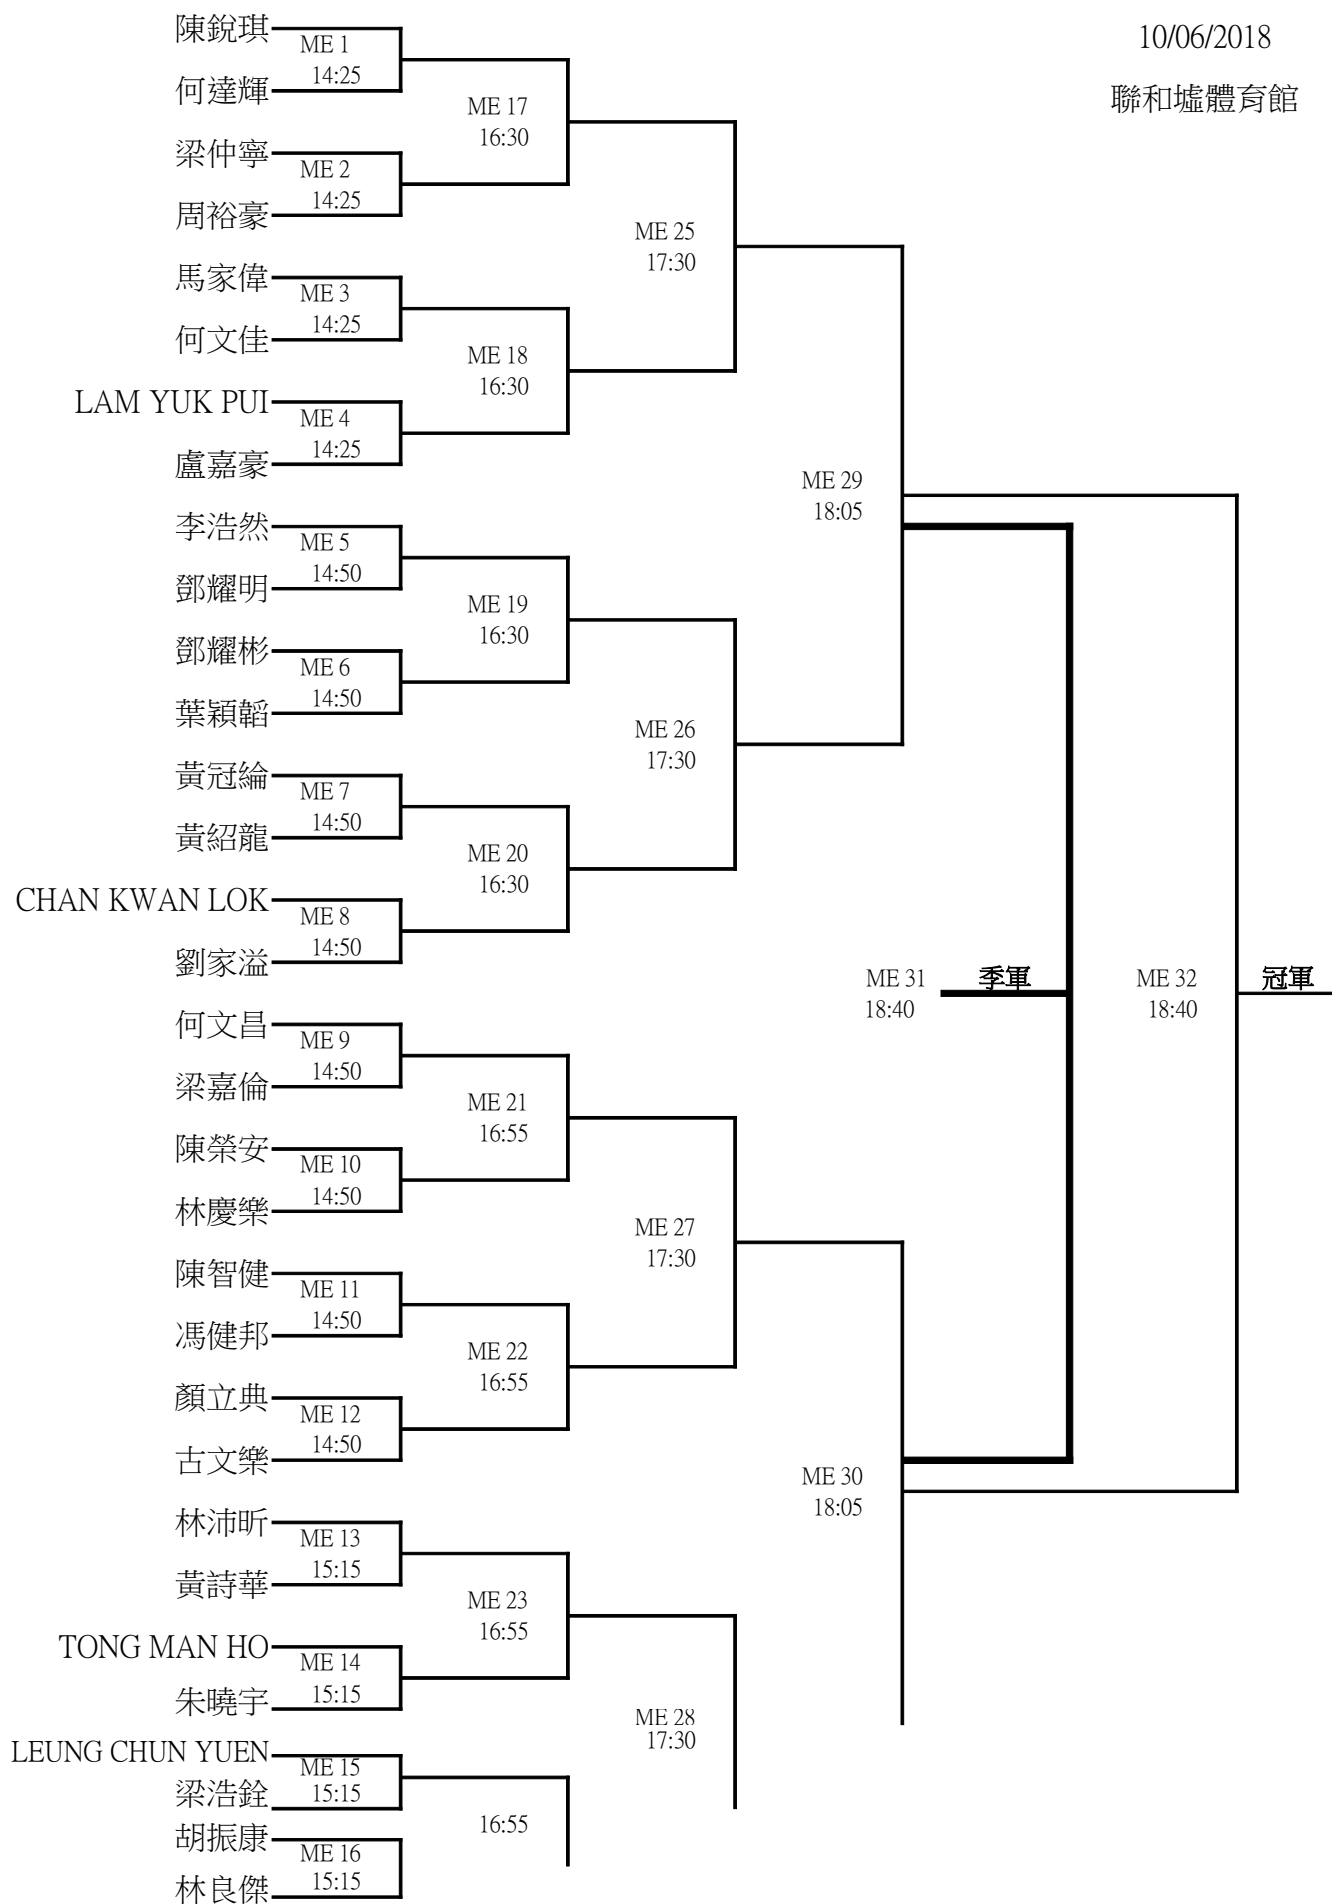 10/06/2018
聯和墟體育館
陳銳琪
ME 1
14:25
何達輝
ME 17
16:30
梁仲寧
ME 2
14:25
周裕豪
ME 25
17:30
馬家偉
ME 3
14:25
何文佳
ME 18
16:30
LAM YUK PUI
ME 4
14:25
盧嘉豪
ME 29
18:05
李浩然
ME 5
14:50
鄧耀明
ME 19
16:30
鄧耀彬
ME 6
14:50
葉穎韜
ME 26
17:30
黃冠綸
ME 7
14:50
黃紹龍
ME 20
16:30
CHAN KWAN LOK
ME 8
14:50
劉家溢
ME 31
18:40
季軍
ME 32
18:40
冠軍
何文昌
ME 9
14:50
梁嘉倫
ME 21
16:55
陳榮安
ME 10
14:50
林慶樂
ME 27
17:30
陳智健
ME 11
14:50
馮健邦
ME 22
16:55
顏立典
ME 12
14:50
古文樂
ME 30
18:05
林沛昕
ME 13
15:15
黃詩華
ME 23
16:55
TONG MAN HO
ME 14
15:15
朱曉宇
ME 28
17:30
LEUNG CHUN YUEN
ME 15
15:15
梁浩銓
16:55
胡振康
ME 16
15:15
林良傑